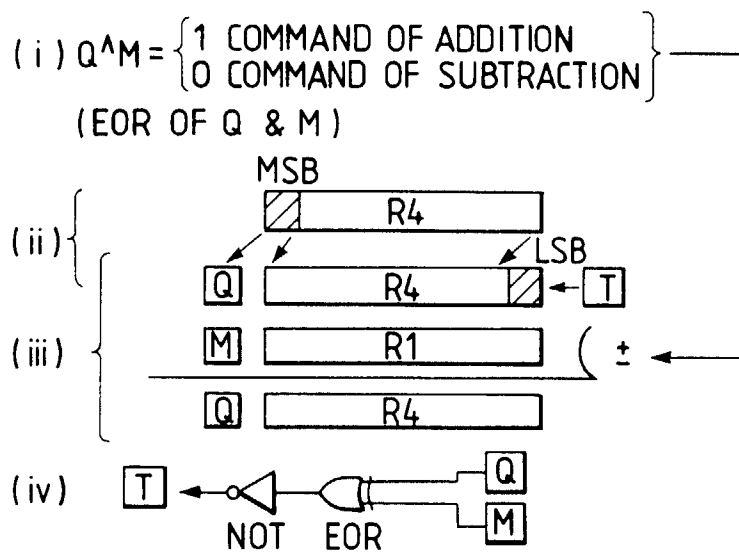 (i) Q^M = { 1 COMMAND OF ADDITION
0 COMMAND OF SUBTRACTION }
(EOR OF Q & M)
MSB
R4
(ii)
LSB
Q R4 T
(iii) M R1 ±
Q R4
(iv) T Q
NOT EOR M